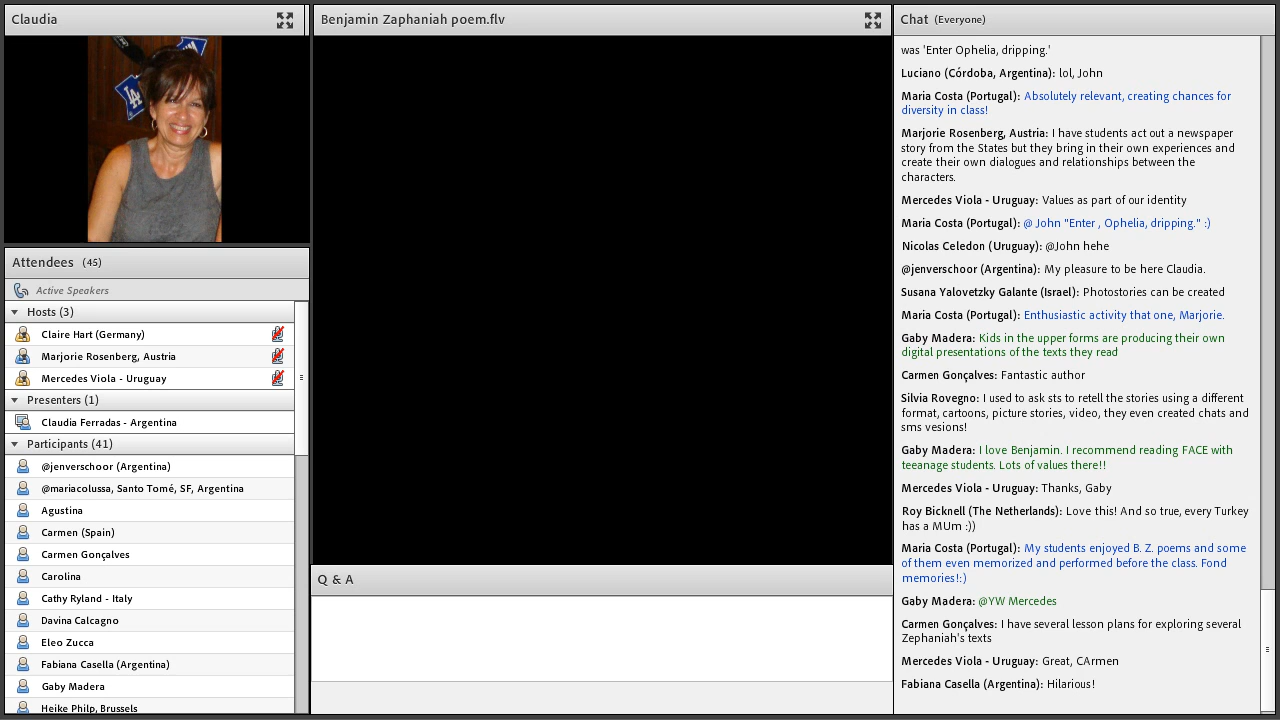 Claudia
LA
Attendees (45)
Active Speakers
Hosts (3)
Claire Hart (Germany)
Marjorie Rosenberg, Austria
Mercedes Viola - Uruguay
Presenters (1)
Claudia Ferradas - Argentina
Participants (41)
@jenverschoor (Argentina)
@mariacolussa, Santo Tomé, SF, Argentina
Agustina
Carmen (Spain)
Carmen Gonçalves
Carolina
Cathy Ryland - Italy
Davina Calcagno
Eleo Zucca
Fabiana Casella (Argentina)
Gaby Madera
Heike Philp, Brussels
Benjamin Zaphaniah poem.flv
Q & A
Chat (Everyone)
was 'Enter Ophelia, dripping.'
Luciano (Córdoba, Argentina): lol, John
Maria Costa (Portugal): Absolutely relevant, creating chances for
diversity in class!
Marjorie Rosenberg, Austria: I have students act out a newspaper
story from the States but they bring in their own experiences and
create their own dialogues and relationships between the
characters.
Mercedes Viola - Uruguay: Values as part of our identity
Maria Costa (Portugal): @ John "Enter , Ophelia, dripping." :)
Nicolas Celedon (Uruguay): @John hehe
@jenverschoor (Argentina): My pleasure to be here Claudia.
Susana Yalovetzky Galante (Israel): Photostories can be created
Maria Costa (Portugal): Enthusiastic activity that one, Marjorie.
Gaby Madera: Kids in the upper forms are producing their own
digital presentations of the texts they read
Carmen Gonçalves: Fantastic author
Silvia Rovegno: I used to ask sts to retell the stories using a different
format, cartoons, picture stories, video, they even created chats and
sms vesions!
Gaby Madera: I love Benjamin. I recommend reading FACE with
teeanage students. Lots of values there!!
Mercedes Viola - Uruguay: Thanks, Gaby
Roy Bicknell (The Netherlands): Love this! And so true, every Turkey
has a MUm :))
Maria Costa (Portugal): My students enjoyed B. Z. poems and some
of them even memorized and performed before the class. Fond
memories!:)
Gaby Madera: @YW Mercedes
Carmen Gonçalves: I have several lesson plans for exploring several
Zephaniah's texts
Mercedes Viola - Uruguay: Great, CArmen
Fabiana Casella (Argentina): Hilarious!